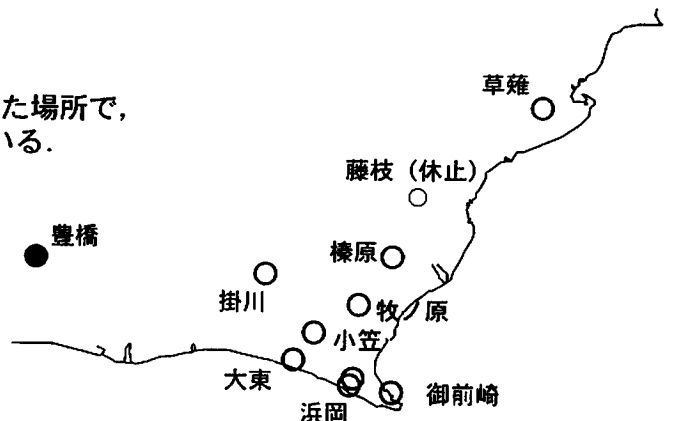 た場所で,
いる.
草薙
藤枝（休止）
豊橋
榛原
掛川
牧ノ原
小笠
大東
御前崎
浜岡